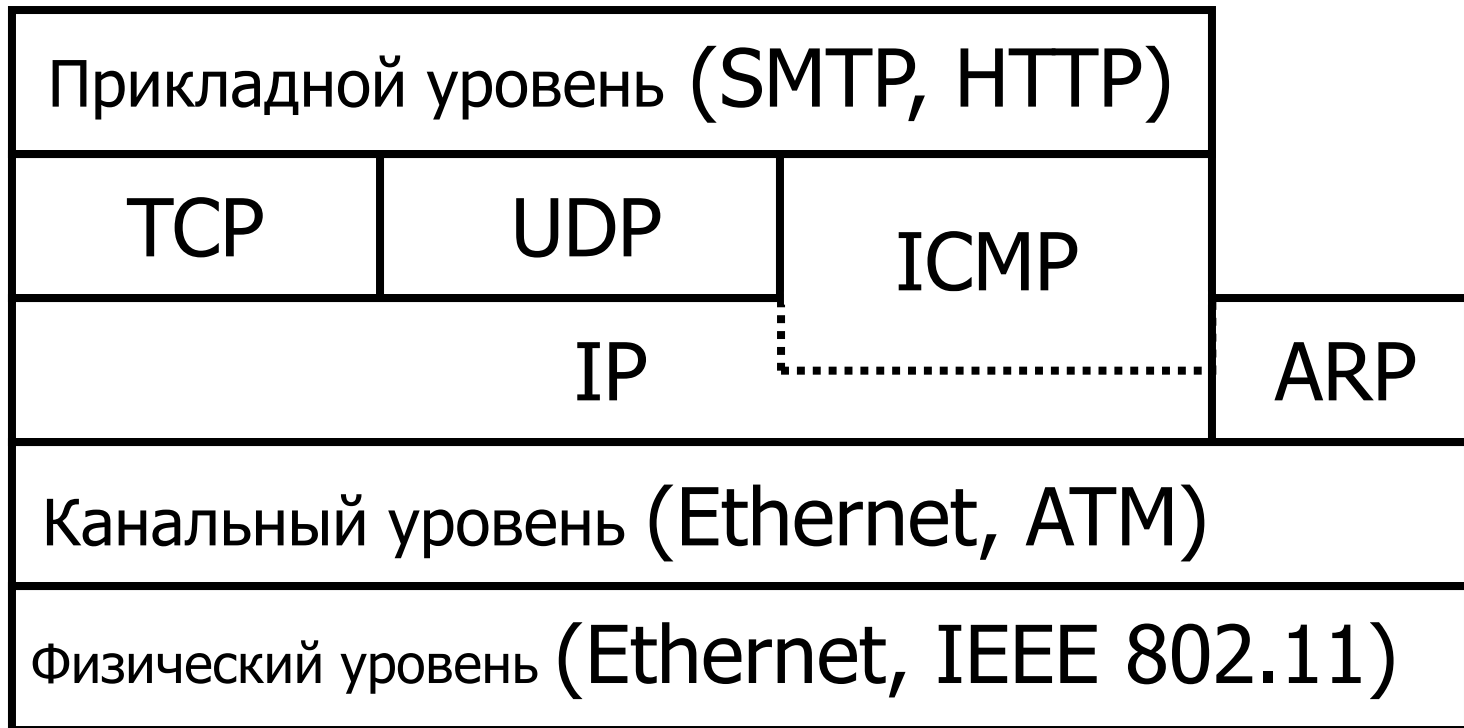 Прикладной уровень (SMTP, HTTP)
TCP
UDP
ICMP
IP
ARP
Канальный уровень (Ethernet, ATM)
Физический уровень (Ethernet, IEEE 802.11)